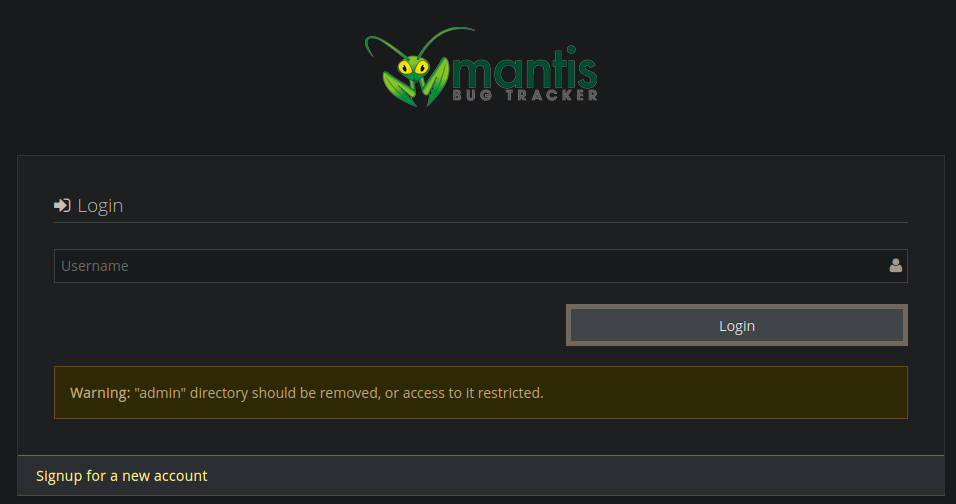 mantis
BUG TRACKER
Login
Username
Login
Warning: "admin" directory should be removed, or access to it restricted.
Signup for a new account